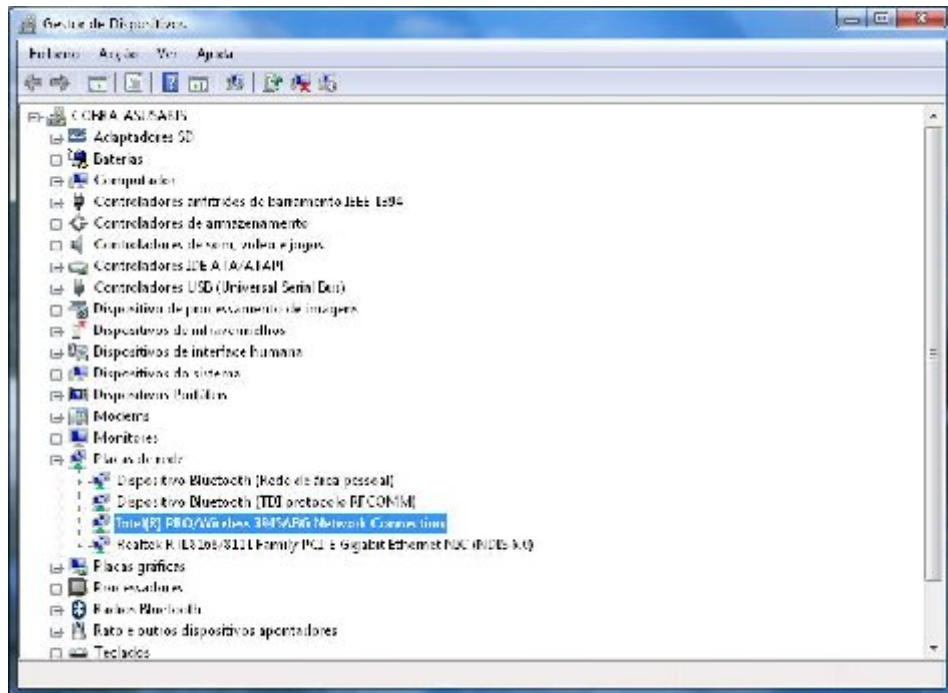 Gestor de Dispositivos
Ficheiro Acção Ver Ajuda
COBRA-ASUSA8JS
Adaptadores SD
Baterias
Computador
Controladores anfitriões de barramento IEEE 1394
Controladores de armazenamento
Controladores de som, vídeo e jogos
Controladores IDE ATA/ATAPI
Controladores USB (Universal Serial Bus)
Dispositivo de processamento de imagens
Dispositivos de infravermelhos
Dispositivos de interface humana
Dispositivos do sistema
Dispositivos Portáteis
Modems
Monitores
Placas de rede
Dispositivo Bluetooth (Rede de área pessoal)
Dispositivo Bluetooth (TDI protocolo RFCOMM)
Intel(R) PRO/Wireless 3945ABG Network Connection
Realtek RTL8168/8111 Family PCI-E Gigabit Ethernet NIC (NDIS 6.0)
Placas gráficas
Processadores
Rádios Bluetooth
Rato e outros dispositivos apontadores
Teclados